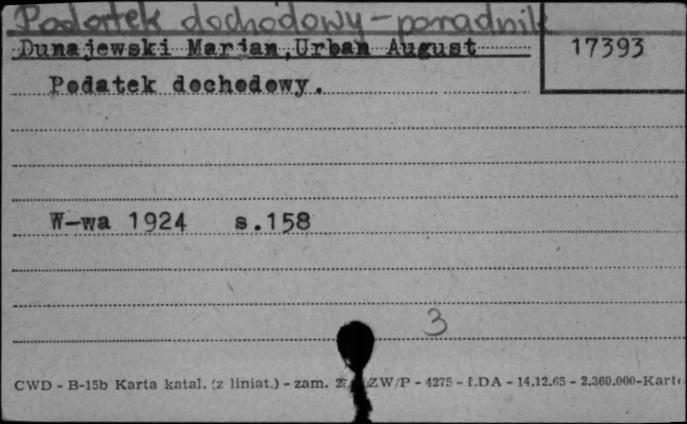 Podatek dochodowy - poradnik
Dunajewski Marian, Urban August
17393
Podatek dochodowy.
W-wa 1924 s.158
3
CWD - B-15b Karta katal. (z liniat.) - zam. ZW/P - 4275 - ŁDA - 14.12.65 - 2.360.000-Kart